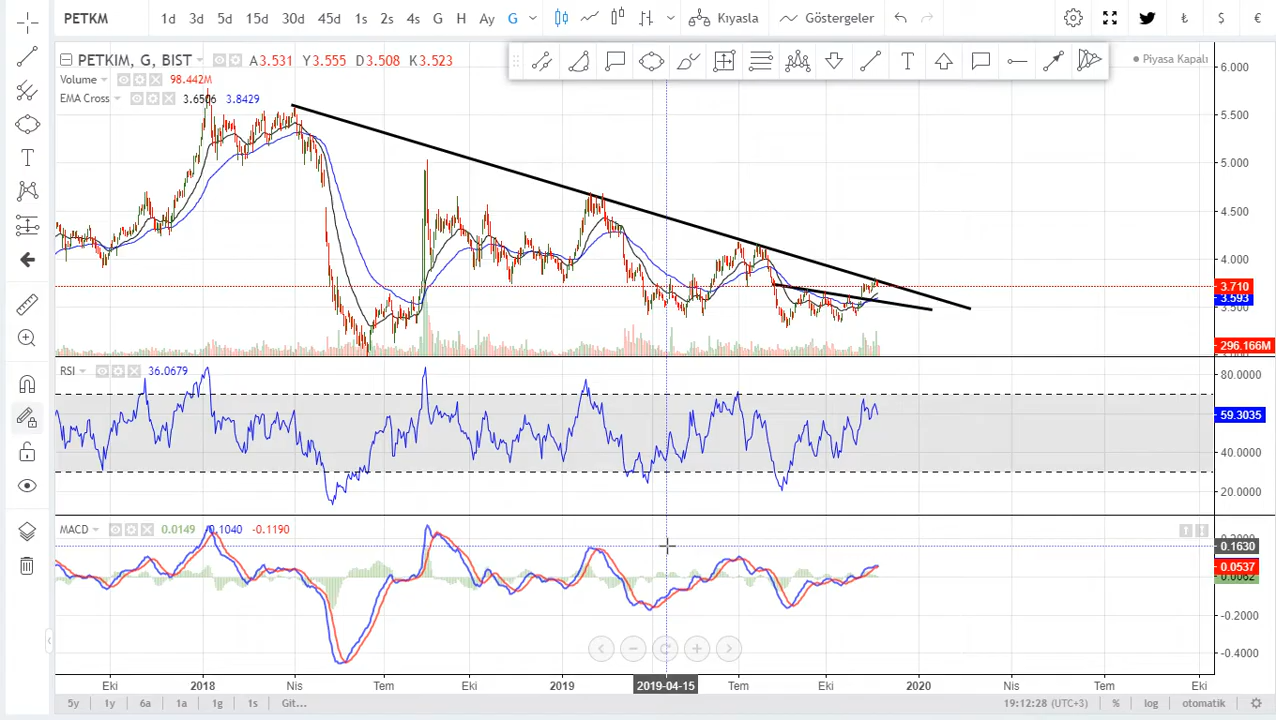 PETKM 1d 3d 5d 15d 30d 45d 1s 2s 4s G H Ay G Kıyasla Göstergeler ₺ $ €
PETKIM, G, BIST A3.531 Y3.555 D3.508 K3.523
Piyasa Kapalı
Volume 98.442M
EMA Cross 3.6506 3.8429
6.000
5.500
5.000
4.500
4.000
3.710
3.593
3.500
296.166M
RSI 36.0679
80.0000
59.3035
40.0000
20.0000
MACD 0.0149 -0.1040 -0.1190
0.1630
0.0537
0.0062
-0.2000
-0.4000
Eki 2018 Nis Tem Eki 2019 2019-04-15 Tem Eki 2020 Nis Tem Eki
5y 1y 6a 1a 1g 1s Git... 19:12:28 (UTC+3) % log otomatik